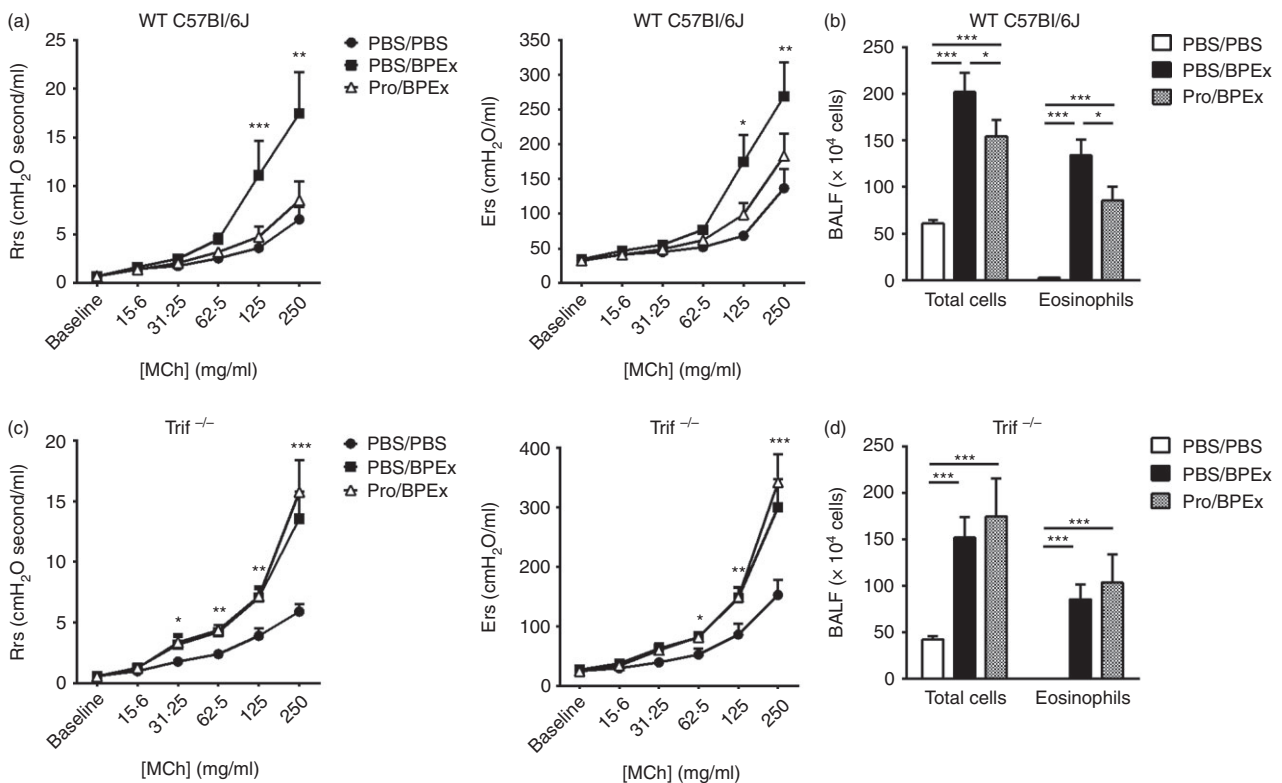 (a)
WT C57BI/6J
Rrs (cmH2O second/ml)
25
20
15
10
5
0
**
***
Baseline
15·6
31·25
62·5
125
250
[MCh] (mg/ml)
PBS/PBS
PBS/BPEx
Pro/BPEx
WT C57BI/6J
Ers (cmH2O/ml)
350
300
250
200
150
100
50
0
**
*
Baseline
15·6
31·25
62·5
125
250
[MCh] (mg/ml)
(b)
WT C57BI/6J
BALF (× 10⁴ cells)
250
200
150
100
50
0
***
*** *
***
*** *
Total cells Eosinophils
PBS/PBS
PBS/BPEx
Pro/BPEx
(c)
Trif −/−
Rrs (cmH2O second/ml)
20
15
10
5
0
***
**
**
*
Baseline
15·6
31·25
62·5
125
250
[MCh] (mg/ml)
PBS/PBS
PBS/BPEx
Pro/BPEx
Trif −/−
Ers (cmH2O/ml)
400
300
200
100
0
***
**
*
Baseline
15·6
31·25
62·5
125
250
[MCh] (mg/ml)
(d)
Trif −/−
BALF (× 10⁴ cells)
250
200
150
100
50
0
***
***
***
***
Total cells Eosinophils
PBS/PBS
PBS/BPEx
Pro/BPEx